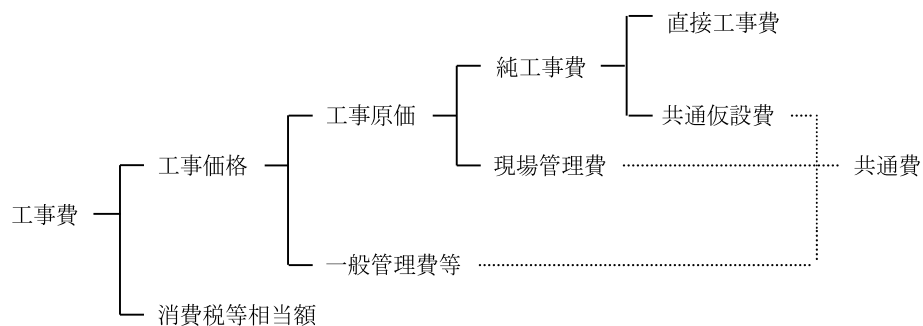 直接工事費
純工事費
工事原価
共通仮設費
工事価格
現場管理費
共通費
工事費
一般管理費等
消費税等相当額